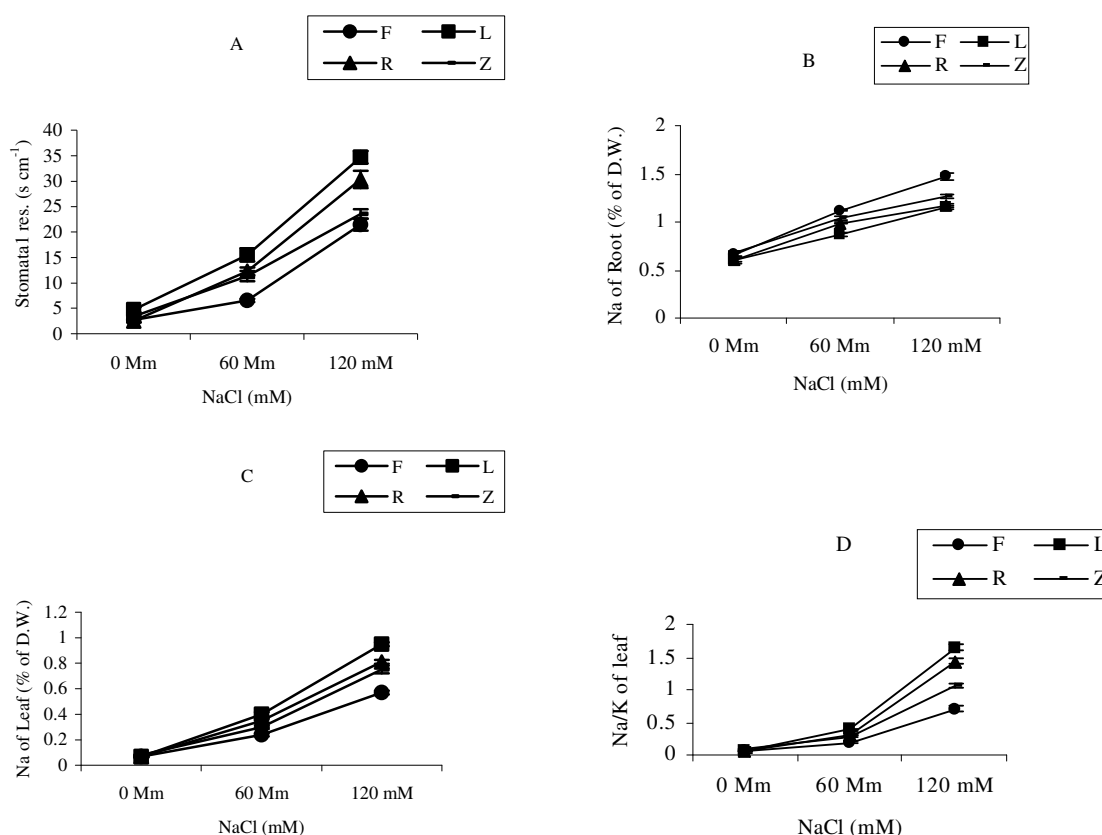 A
F L
R Z
Stomatal res. (s cm⁻¹)
40
35
30
25
20
15
10
5
0
0 Mm 60 Mm 120 mM
NaCl (mM)
B
F L
R Z
Na of Root (% of D.W.)
2
1.5
1
0.5
0
0 Mm 60 Mm 120 mM
NaCl (mM)
C
F L
R Z
Na of Leaf (% of D.W.)
1.2
1
0.8
0.6
0.4
0.2
0
0 Mm 60 Mm 120 mM
NaCl (mM)
D
F L
R Z
Na/K of leaf
2
1.5
1
0.5
0
0 Mm 60 Mm 120 mM
NaCl (mM)